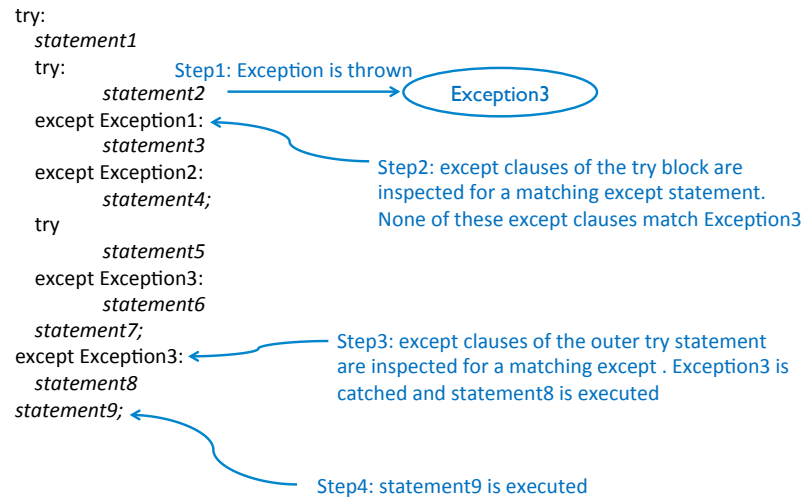 try:
statement1
try:
Step1: Exception is thrown
statement2
Exception3
except Exception1:
statement3
except Exception2:
Step2: except clauses of the try block are
inspected for a matching except statement.
None of these except clauses match Exception3
statement4;
try
statement5
except Exception3:
statement6
statement7;
Step3: except clauses of the outer try statement
are inspected for a matching except . Exception3 is
catched and statement8 is executed
except Exception3:
statement8
statement9;
Step4: statement9 is executed